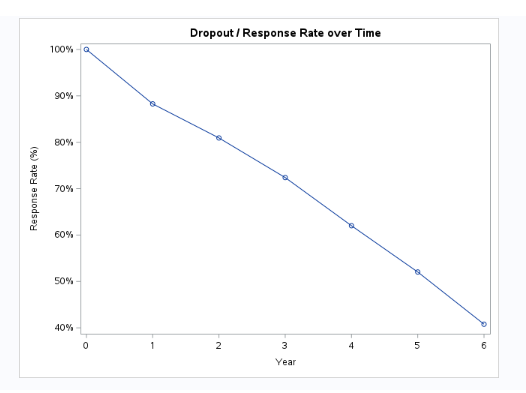 Dropout / Response Rate over Time
100%
90%
80%
70%
60%
50%
40%
Response Rate (%)
0 1 2 3 4 5 6
Year